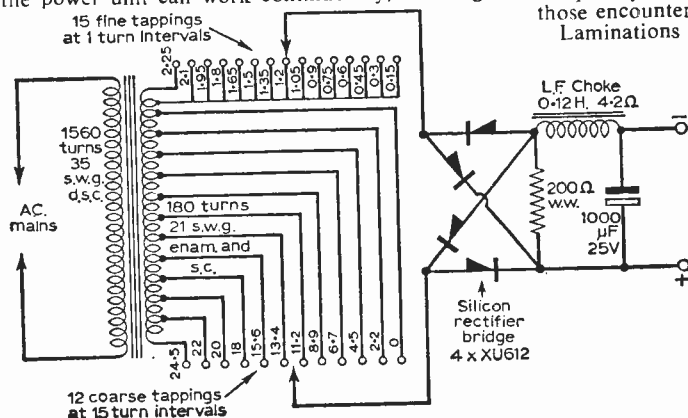 the power unit can work continu
those encounter
Laminations
15 fine tappings
at 1 turn intervals
2.25
2.1
1.95
1.8
1.65
1.5
1.35
1.2
1.05
0.9
0.75
0.6
0.45
0.3
0.15
L.F. Choke
0.12H. 4.2Ω
1560
turns
35
s.w.g.
d.s.c.
A.C.
mains
180 turns
21 s.w.g.
enam. and
s.c.
200Ω
w.w.
1000
µF
25V
−
+
24.5
22
20
18
15.6
13.4
11.2
8.9
6.7
4.5
2.2
0
Silicon
rectifier
bridge
4 x XU612
12 coarse tappings
at 15 turn intervals